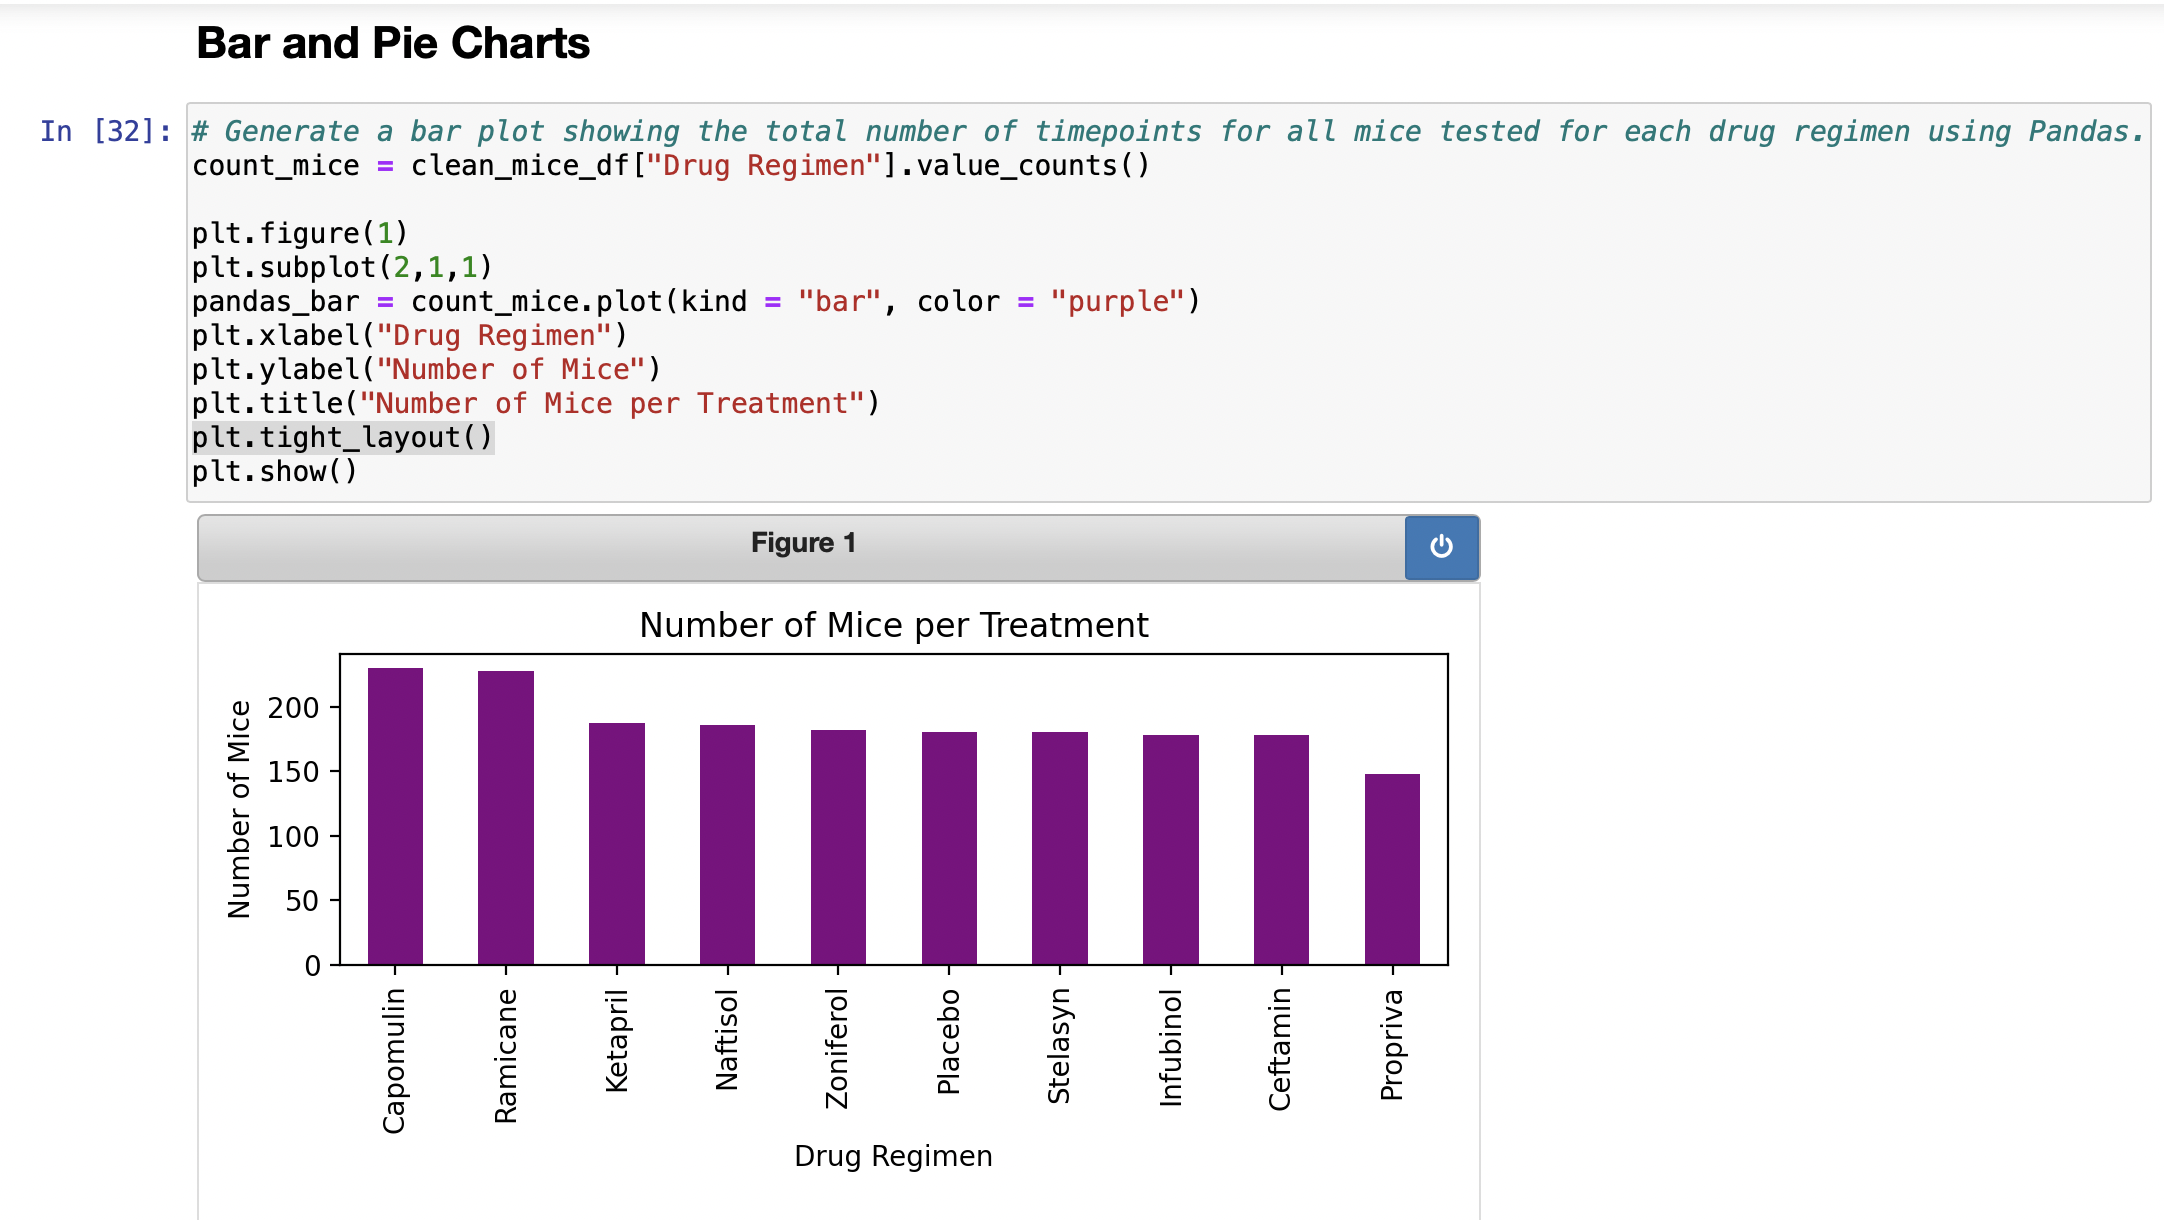 Bar and Pie Charts
In [32]:
# Generate a bar plot showing the total number of timepoints for all mice tested for each drug regimen using Pandas.
count_mice = clean_mice_df["Drug Regimen"].value_counts()
plt.figure(1)
plt.subplot(2,1,1)
pandas_bar = count_mice.plot(kind = "bar", color = "purple")
plt.xlabel("Drug Regimen")
plt.ylabel("Number of Mice")
plt.title("Number of Mice per Treatment")
plt.tight_layout()
plt.show()
Figure 1
Number of Mice per Treatment
Number of Mice
200
150
100
50
0
Capomulin
Ramicane
Ketapril
Naftisol
Zoniferol
Placebo
Stelasyn
Infubinol
Ceftamin
Propriva
Drug Regimen